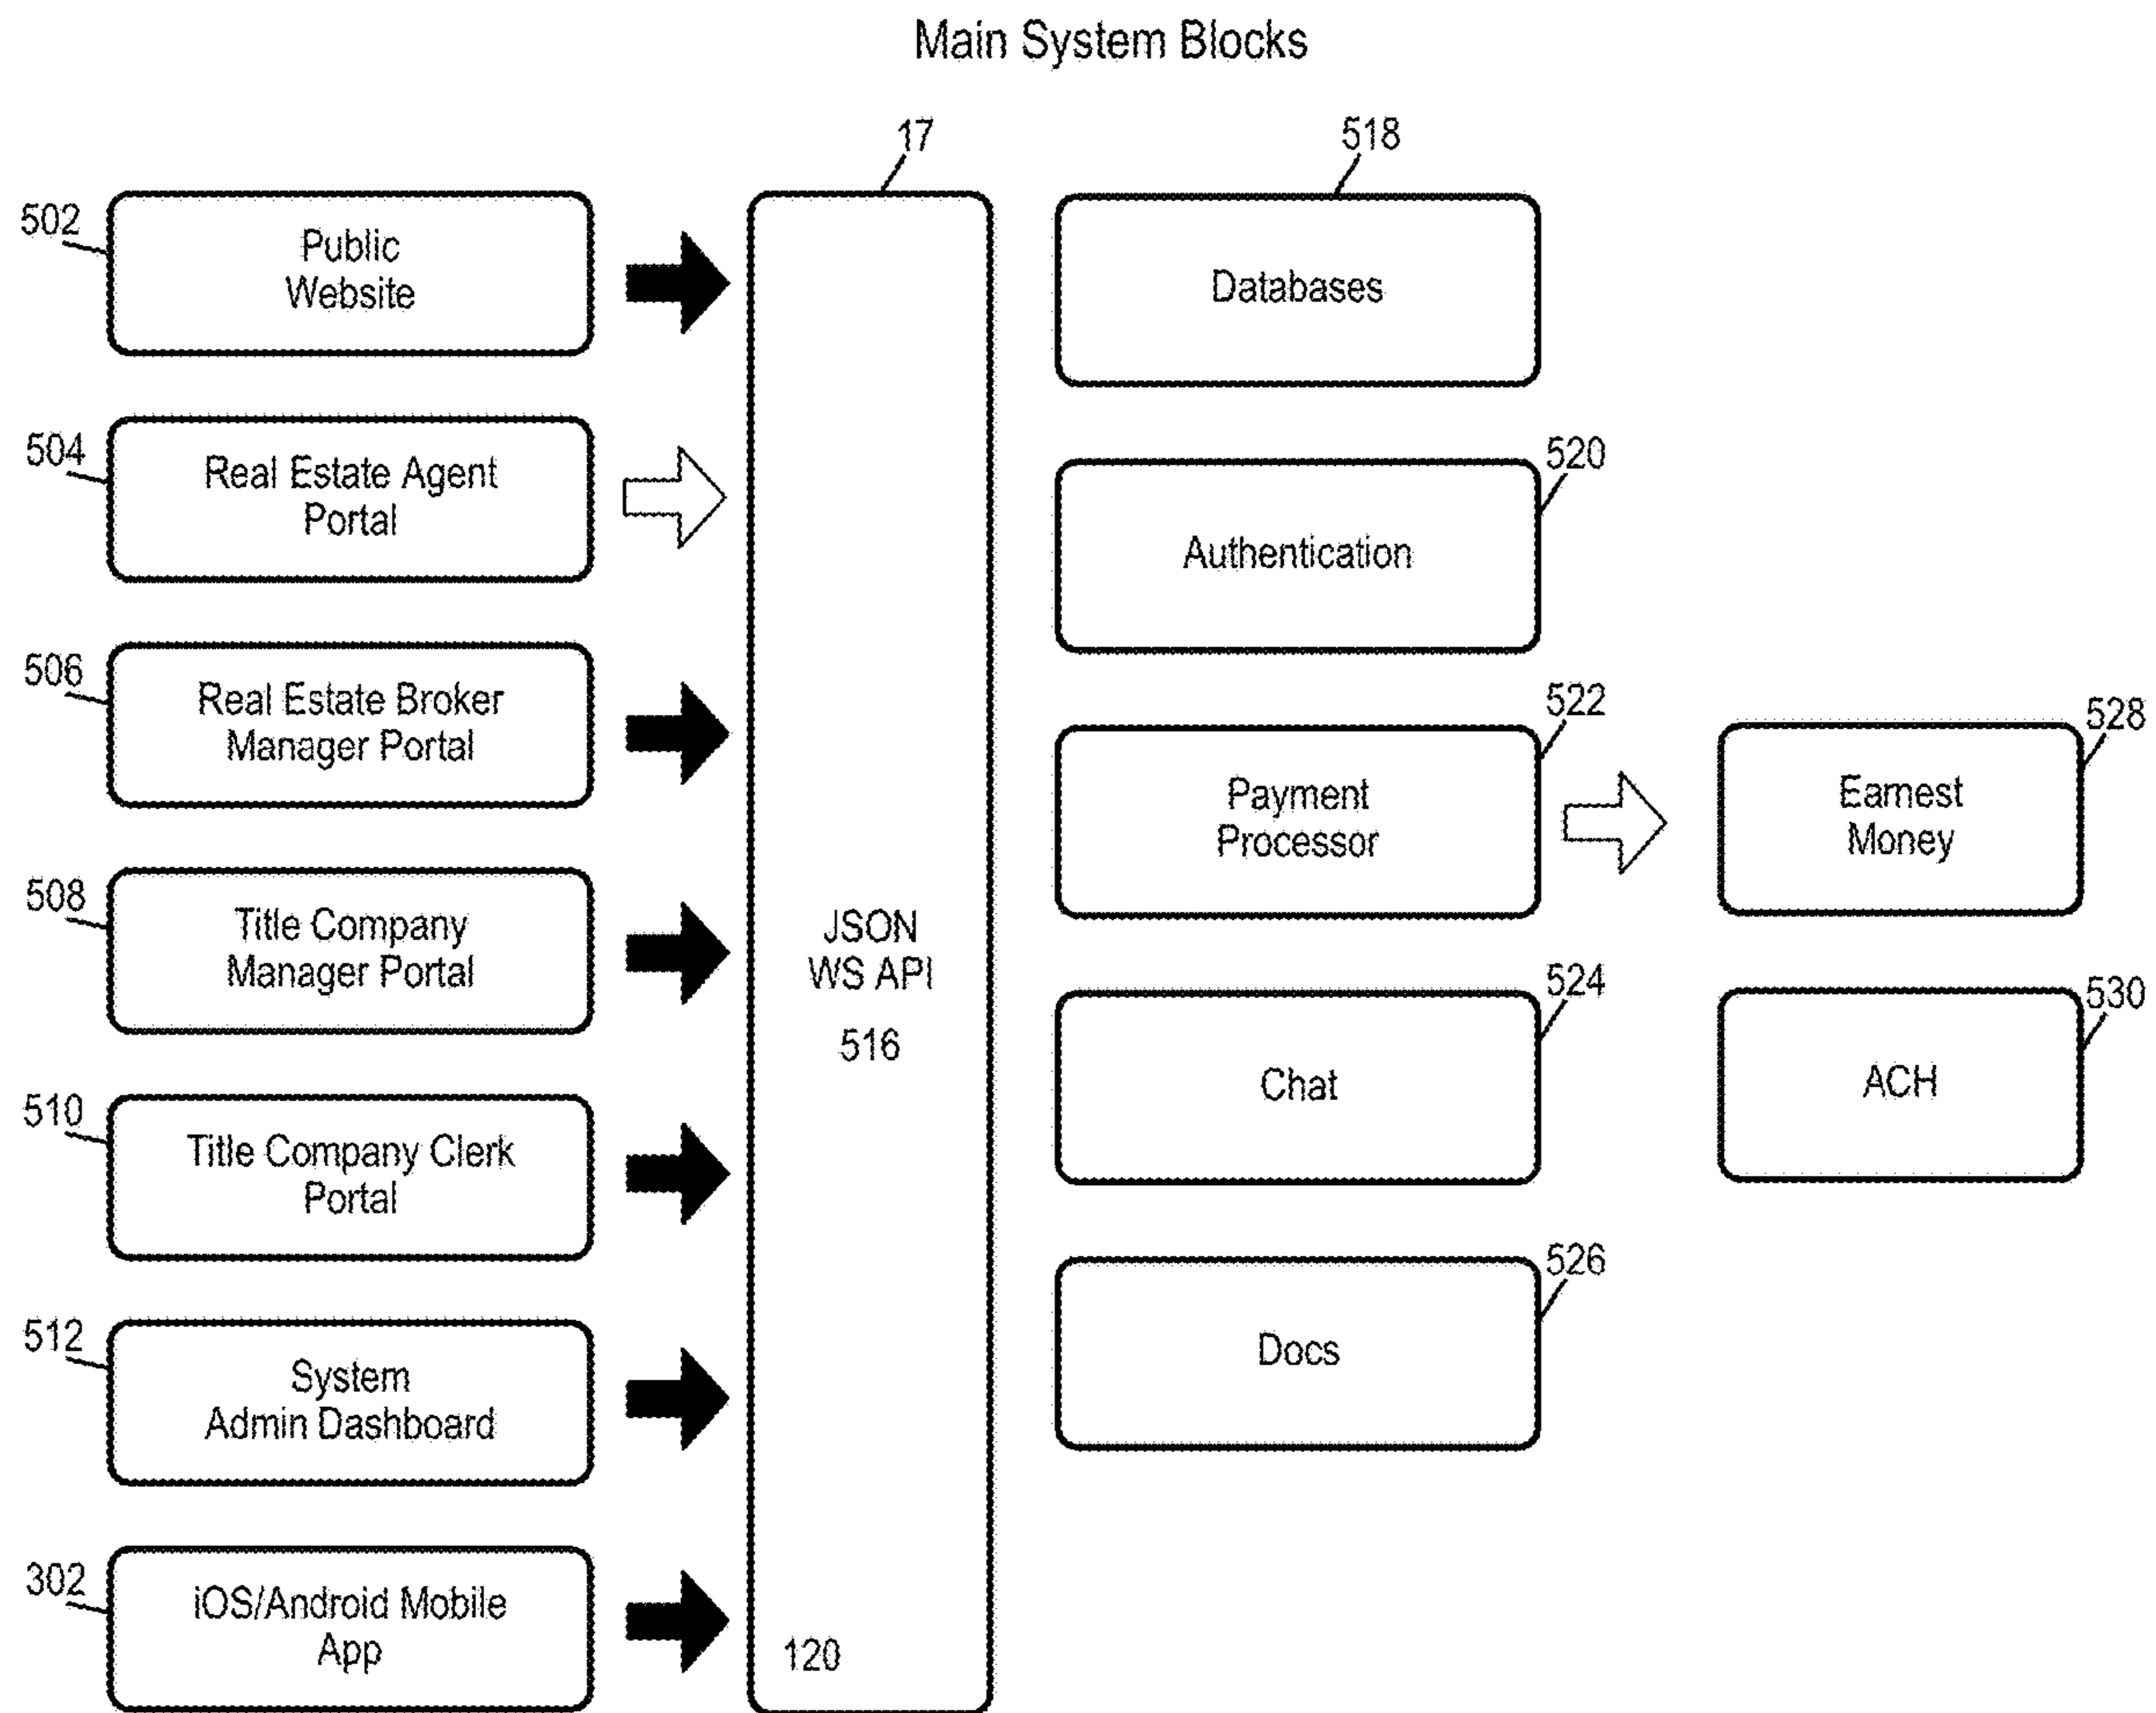 Main System Blocks
17
518
502
Public
Website
Databases
504
Real Estate Agent
Portal
520
Authentication
506
Real Estate Broker
Manager Portal
522
Payment
Processor
528
Earnest
Money
508
Title Company
Manager Portal
JSON
WS API
516
524
Chat
530
ACH
510
Title Company Clerk
Portal
526
Docs
512
System
Admin Dashboard
302
iOS/Android Mobile
App
120